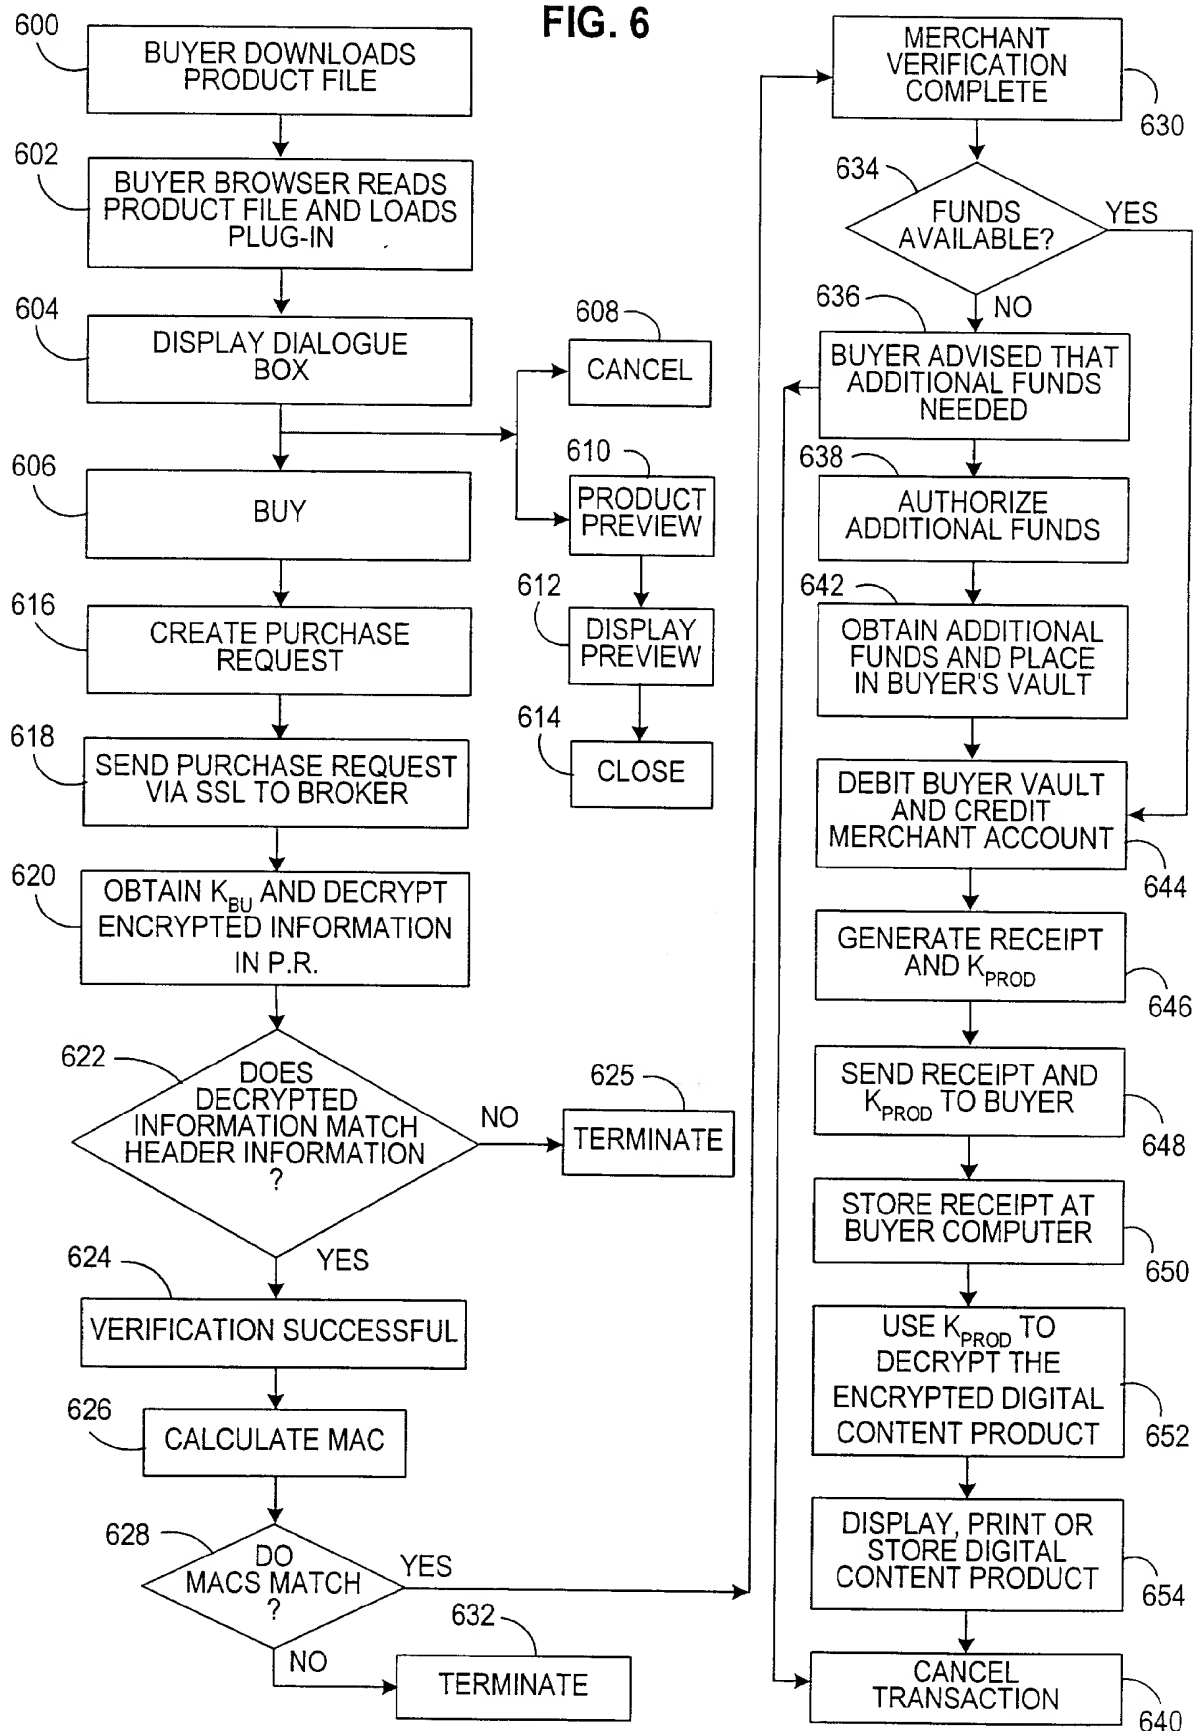 FIG. 6
600
BUYER DOWNLOADS
PRODUCT FILE
602
BUYER BROWSER READS
PRODUCT FILE AND LOADS
PLUG-IN
604
DISPLAY DIALOGUE
BOX
608
CANCEL
606
BUY
610
PRODUCT
PREVIEW
612
DISPLAY
PREVIEW
614
CLOSE
616
CREATE PURCHASE
REQUEST
618
SEND PURCHASE REQUEST
VIA SSL TO BROKER
620
OBTAIN K_BU AND DECRYPT
ENCRYPTED INFORMATION
IN P.R.
622
DOES
DECRYPTED
INFORMATION MATCH
HEADER INFORMATION
?
NO
625
TERMINATE
YES
624
VERIFICATION SUCCESSFUL
626
CALCULATE MAC
628
DO
MACS MATCH
?
YES
NO
632
TERMINATE
MERCHANT
VERIFICATION
COMPLETE
630
634
FUNDS
AVAILABLE?
YES
NO
636
BUYER ADVISED THAT
ADDITIONAL FUNDS
NEEDED
638
AUTHORIZE
ADDITIONAL FUNDS
642
OBTAIN ADDITIONAL
FUNDS AND PLACE
IN BUYER'S VAULT
DEBIT BUYER VAULT
AND CREDIT
MERCHANT ACCOUNT
644
GENERATE RECEIPT
AND K_PROD
646
SEND RECEIPT AND
K_PROD TO BUYER
648
STORE RECEIPT AT
BUYER COMPUTER
650
USE K_PROD TO
DECRYPT THE
ENCRYPTED DIGITAL
CONTENT PRODUCT
652
DISPLAY, PRINT OR
STORE DIGITAL
CONTENT PRODUCT
654
CANCEL
TRANSACTION
640